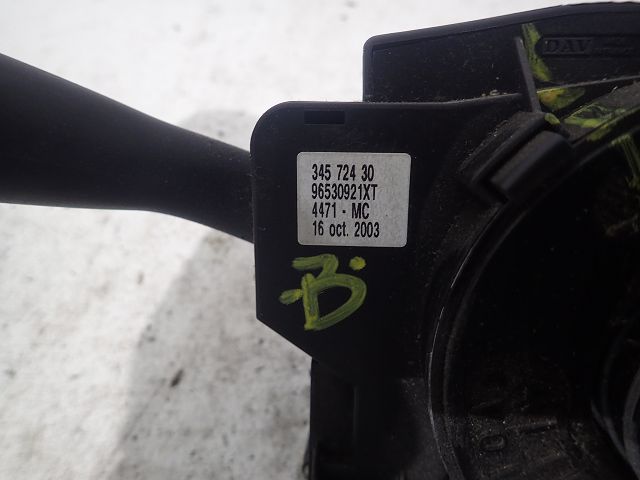 DAV
345 724 30
96530921XT
4471 - MC
16 oct. 2003
B